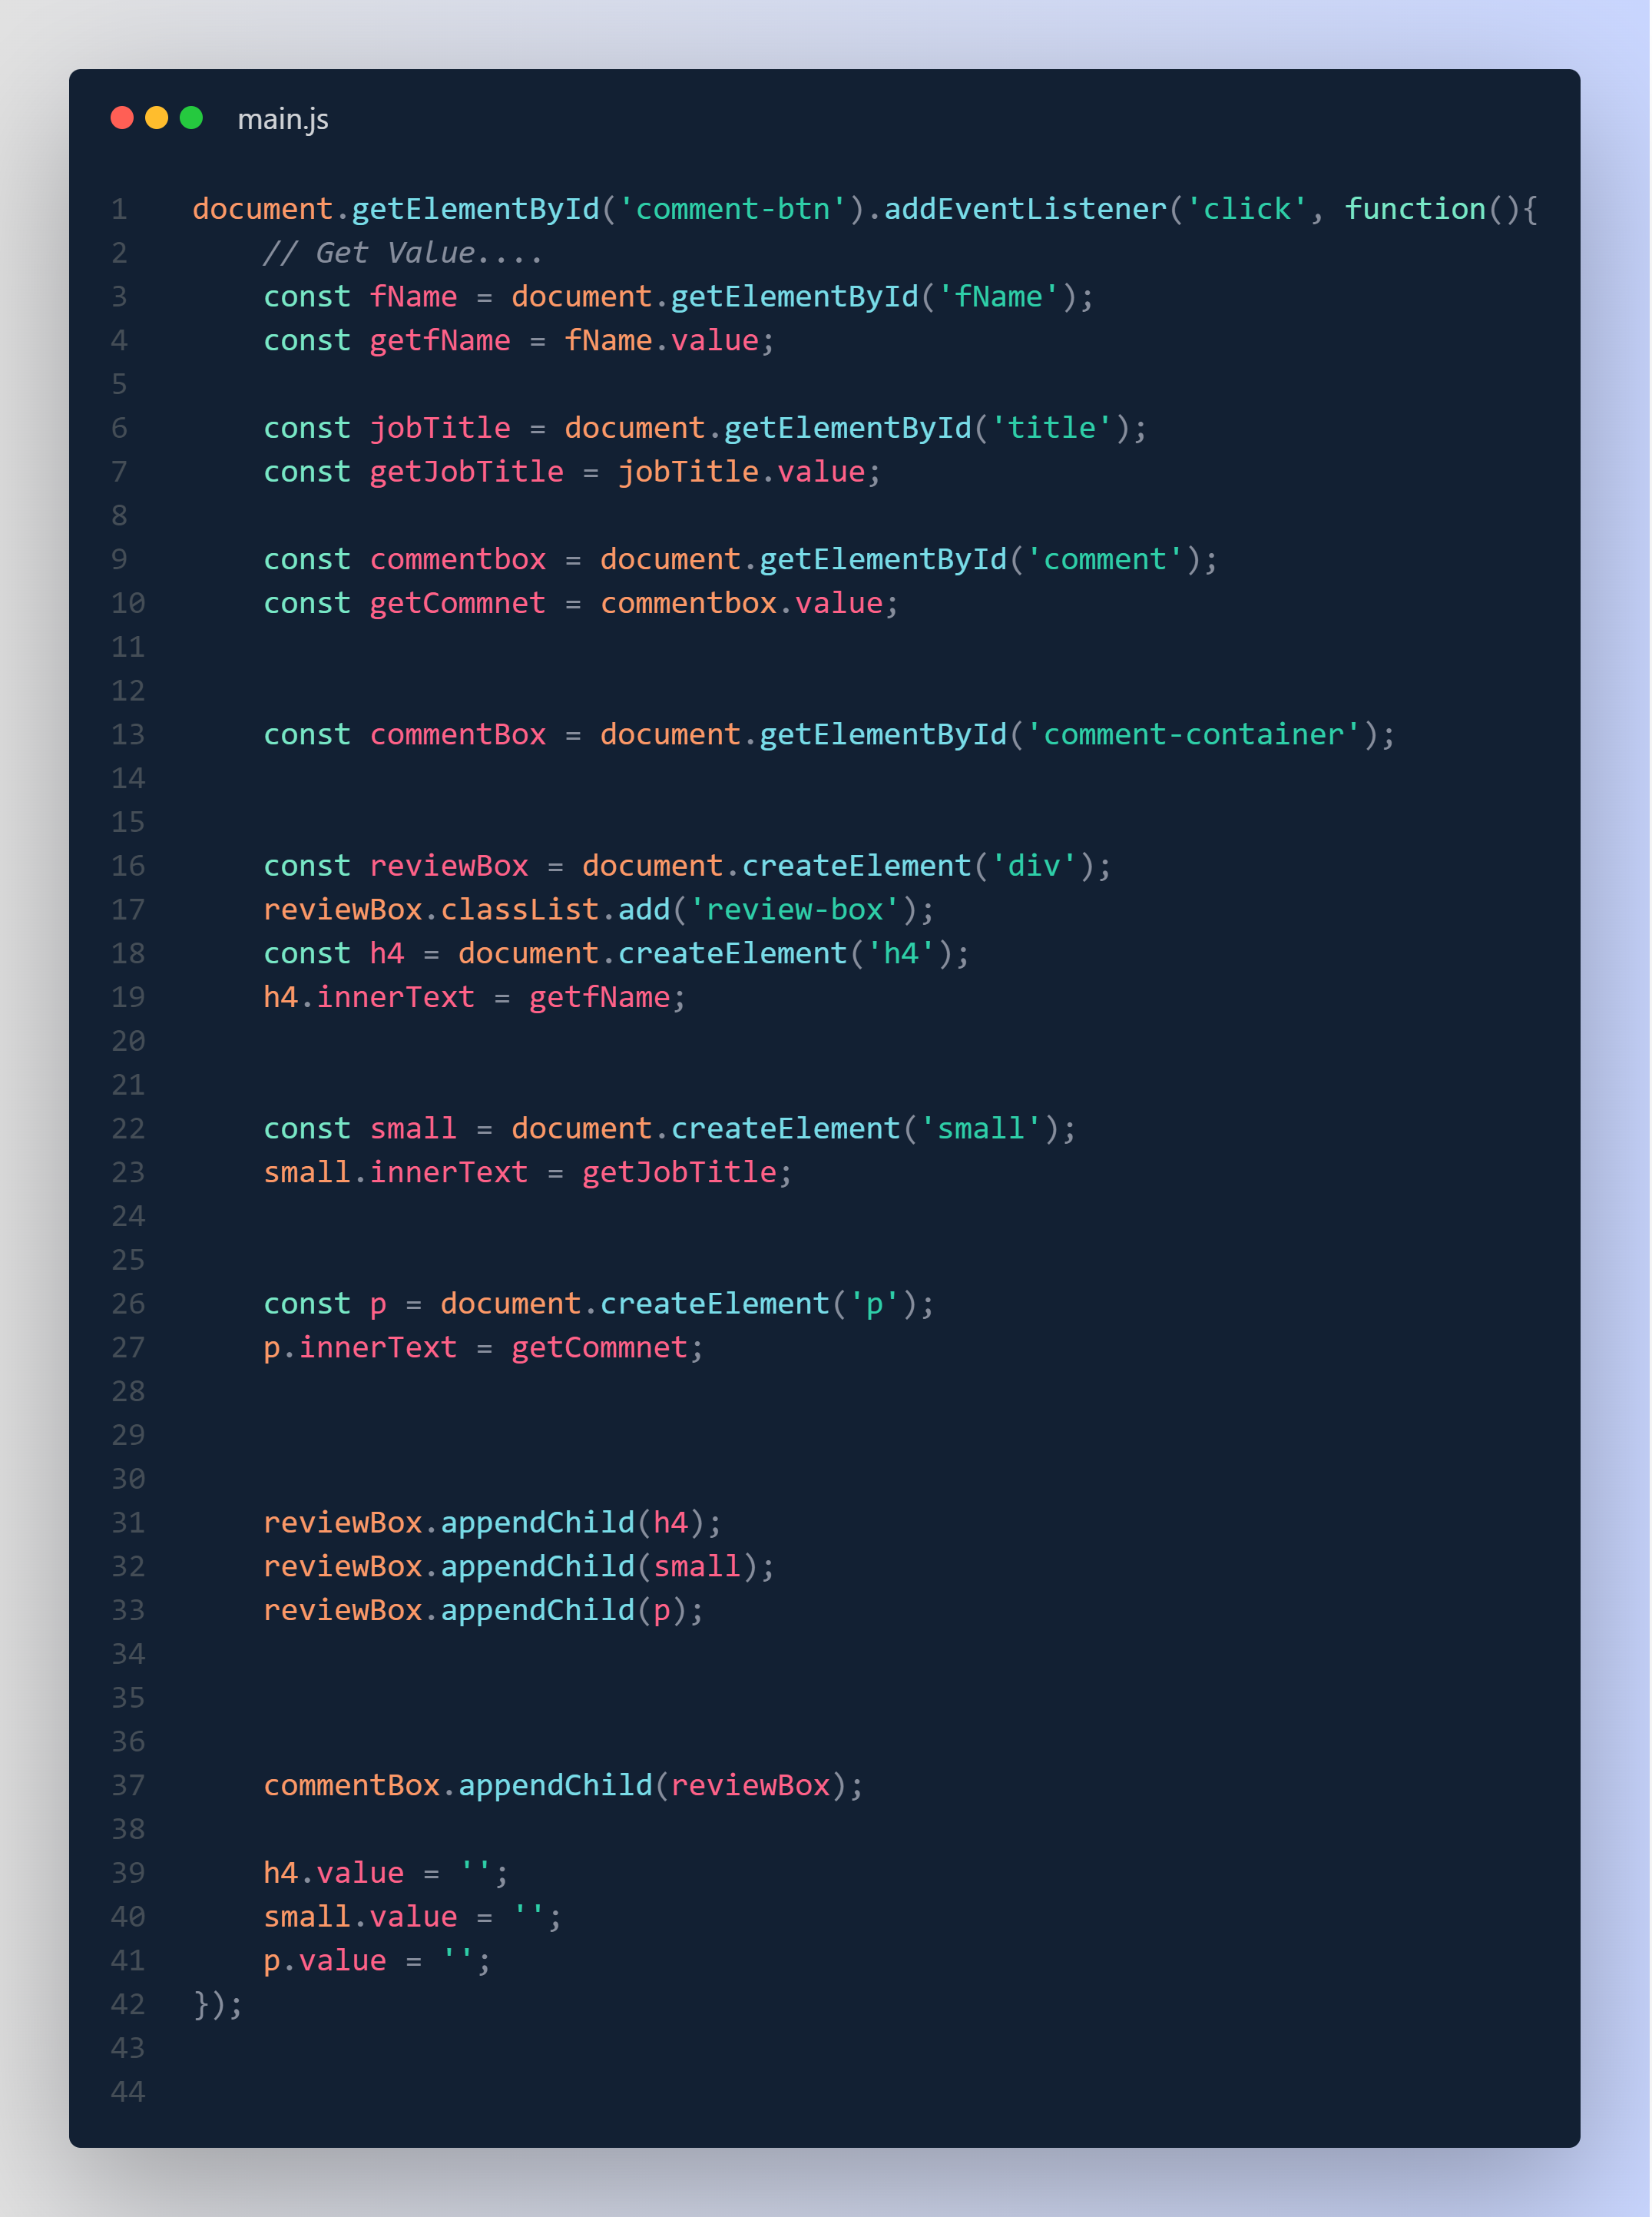 main.js
1 document.getElementById('comment-btn').addEventListener('click', function(){
2     // Get Value....
3     const fName = document.getElementById('fName');
4     const getfName = fName.value;
5
6     const jobTitle = document.getElementById('title');
7     const getJobTitle = jobTitle.value;
8
9     const commentbox = document.getElementById('comment');
10     const getCommnet = commentbox.value;
11
12
13     const commentBox = document.getElementById('comment-container');
14
15
16     const reviewBox = document.createElement('div');
17     reviewBox.classList.add('review-box');
18     const h4 = document.createElement('h4');
19     h4.innerText = getfName;
20
21
22     const small = document.createElement('small');
23     small.innerText = getJobTitle;
24
25
26     const p = document.createElement('p');
27     p.innerText = getCommnet;
28
29
30
31     reviewBox.appendChild(h4);
32     reviewBox.appendChild(small);
33     reviewBox.appendChild(p);
34
35
36
37     commentBox.appendChild(reviewBox);
38
39     h4.value = '';
40     small.value = '';
41     p.value = '';
42 });
43
44